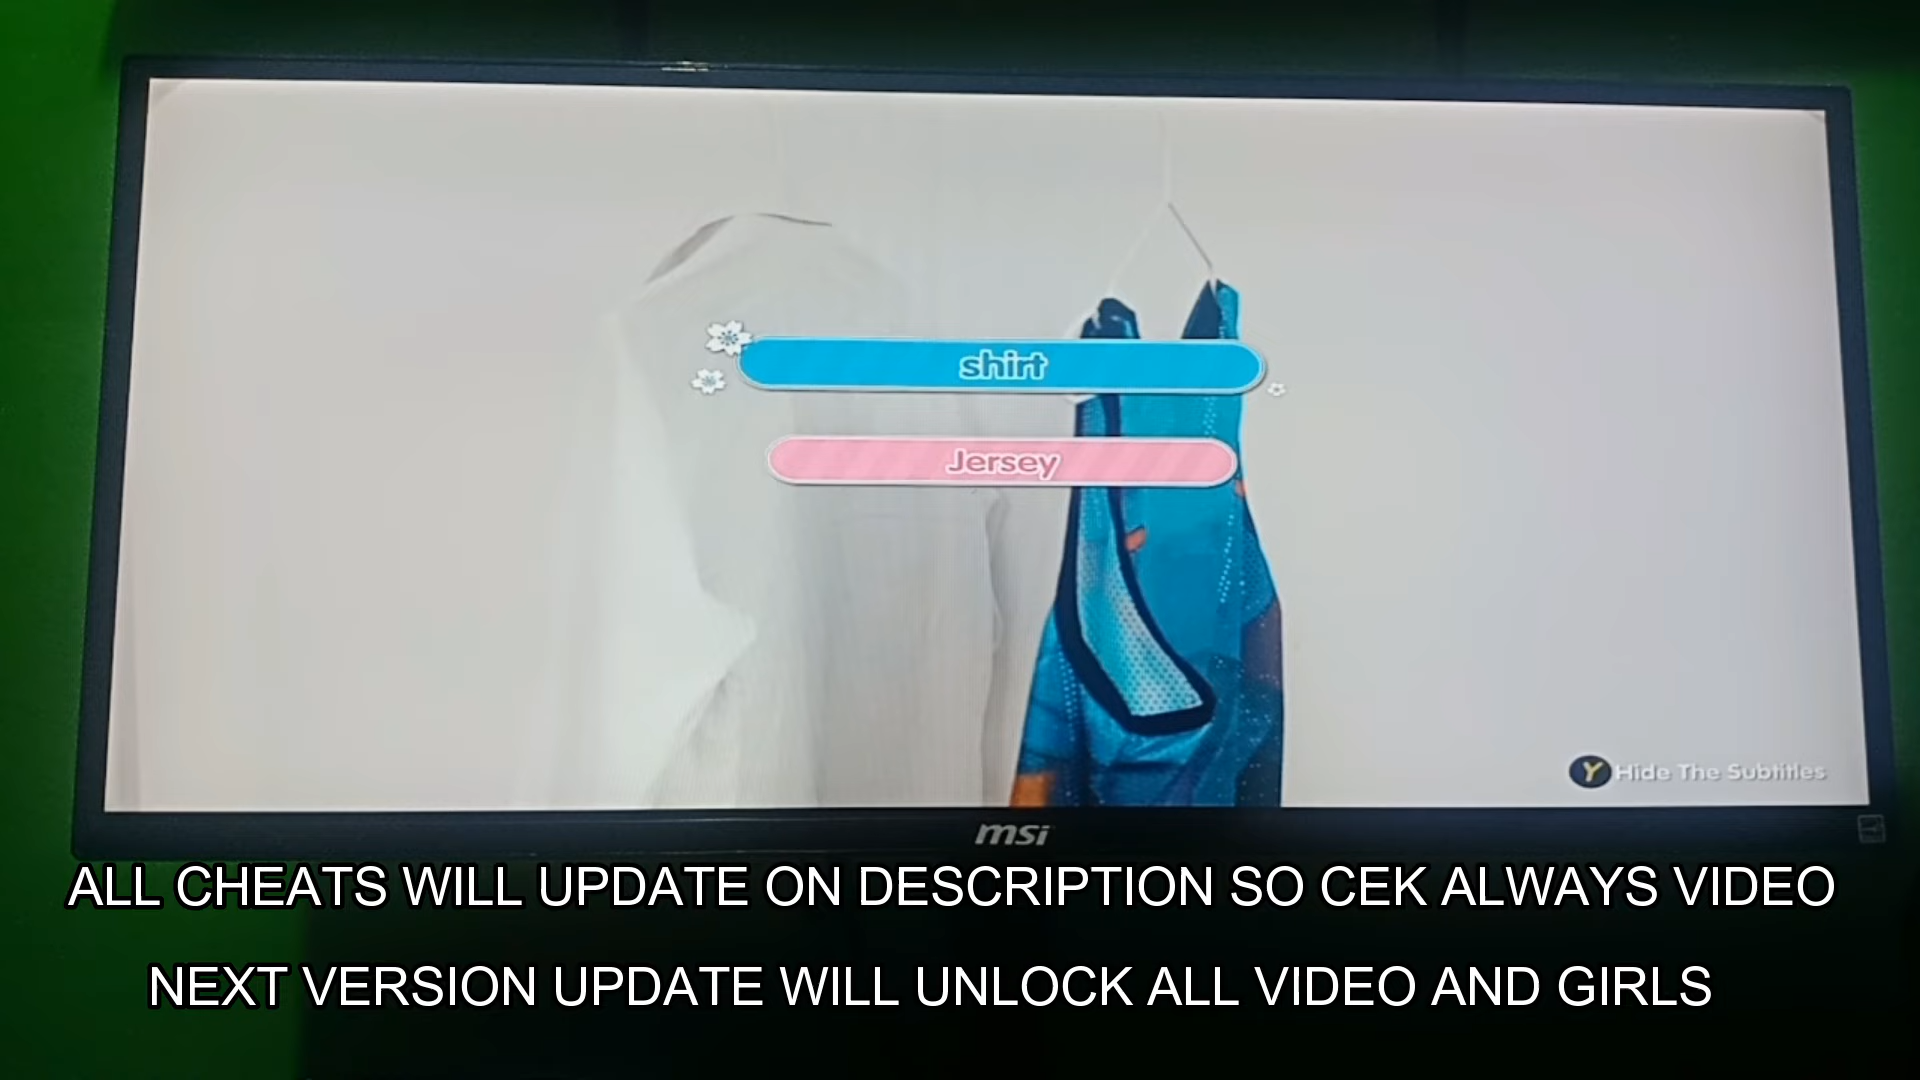 shirt
Jersey
Y Hide The Subtitles
msi
ALL CHEATS WILL UPDATE ON DESCRIPTION SO CEK ALWAYS VIDEO
NEXT VERSION UPDATE WILL UNLOCK ALL VIDEO AND GIRLS